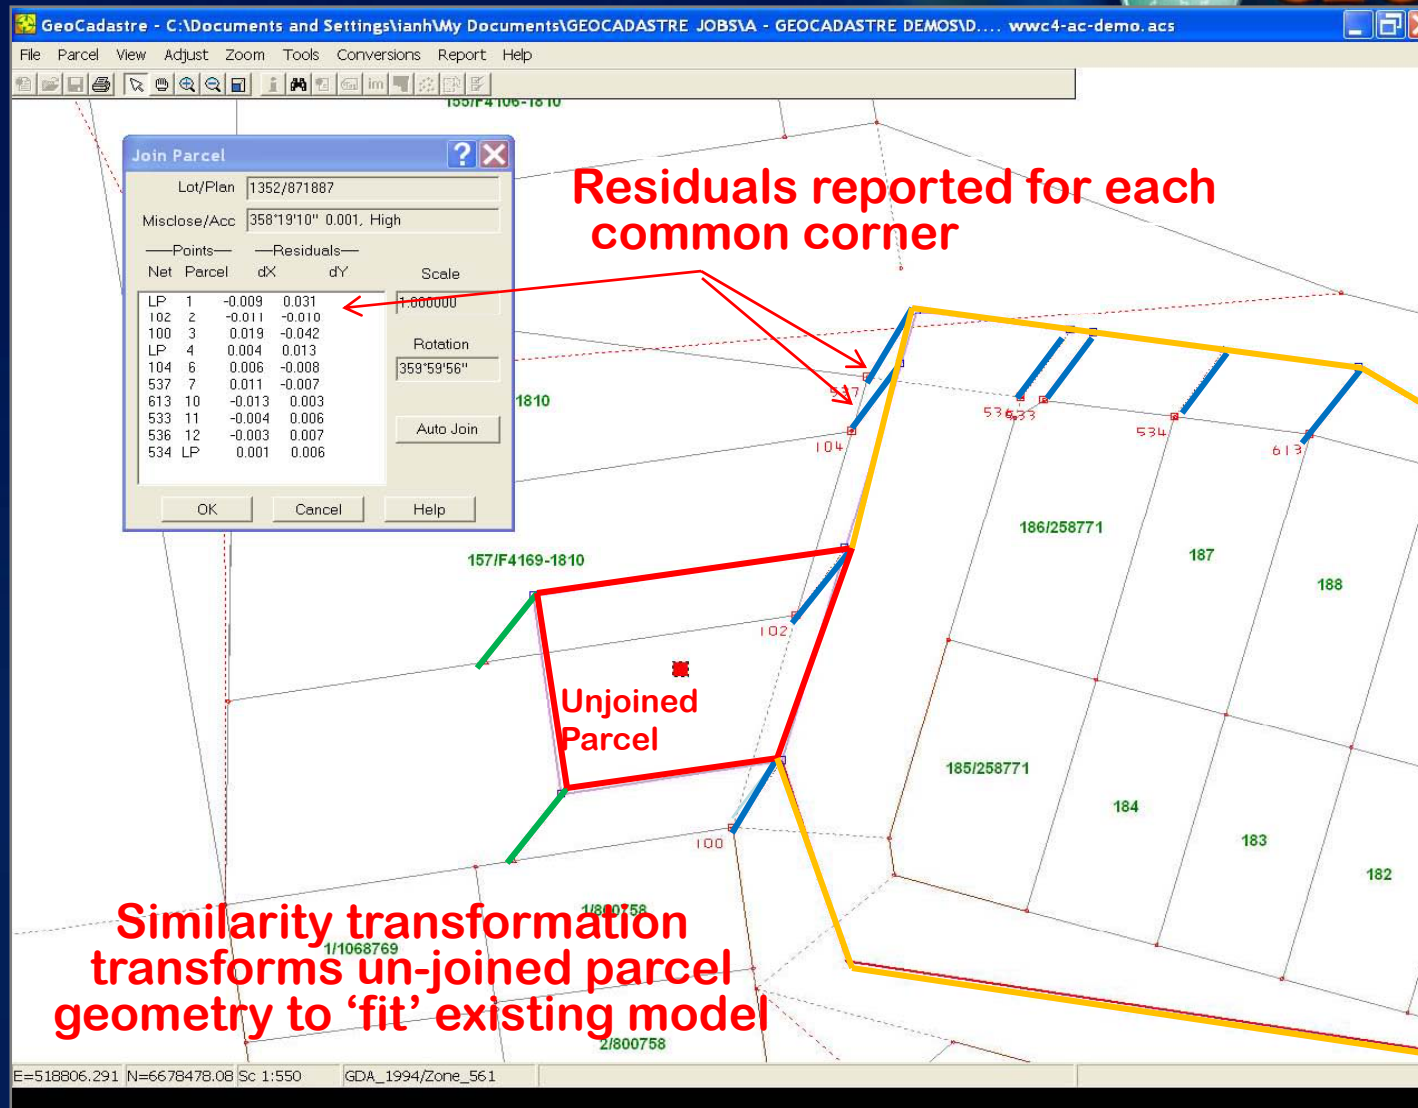 GeoCadastre - C:\Documents and Settings\ianh\My Documents\GEOCADASTRE JOBS\A - GEOCADASTRE DEMOS\D.... wwc4-ac-demo.acs
File Parcel View Adjust Zoom Tools Conversions Report Help
155/F4106-1810
Join Parcel
Lot/Plan 1352/871887
Misclose/Acc 358°19'10" 0.001, High
Points Residuals
Net Parcel dX dY Scale
LP 1 -0.009 0.031 1.000000
102 2 -0.011 -0.010
100 3 0.019 -0.042
LP 4 0.004 0.013 Rotation
104 6 0.006 -0.008 359°59'56"
537 7 0.011 -0.007
613 10 -0.013 0.003
533 11 -0.004 0.006 Auto Join
536 12 -0.003 0.007
534 LP 0.001 0.006
OK Cancel Help
Residuals reported for each
common corner
537
1810
536 533
534
104
613
186/258771
187
157/F4169-1810
188
102
Unjoined
Parcel
185/258771
184
100
183
182
Similarity transformation
transforms un-joined parcel
geometry to ‘fit’ existing model
1/800758
1/1068769
2/800758
E=518806.291 N=6678478.08 Sc 1:550 GDA_1994/Zone_561